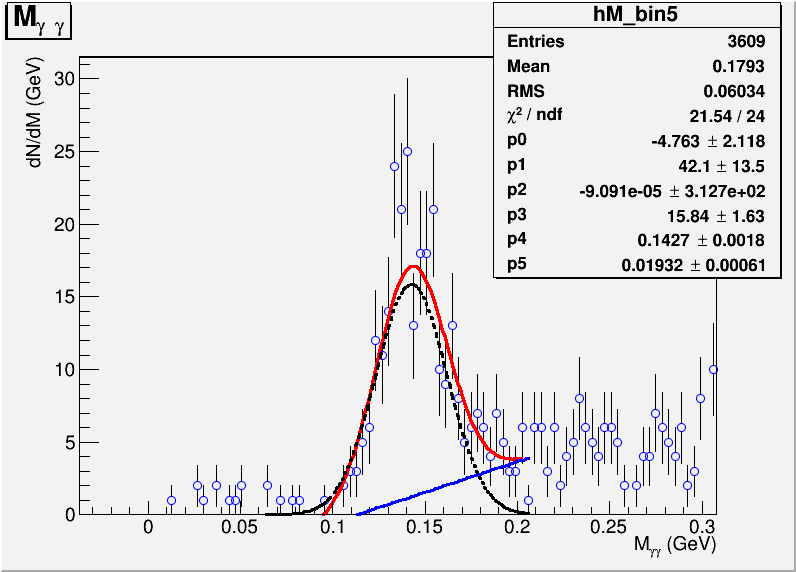 M γ γ
hM_bin5
Entries 3609
Mean 0.1793
RMS 0.06034
χ² / ndf 21.54 / 24
p0 -4.763 ± 2.118
p1 42.1 ± 13.5
p2 -9.091e-05 ± 3.127e+02
p3 15.84 ± 1.63
p4 0.1427 ± 0.0018
p5 0.01932 ± 0.00061
dN/dM (GeV)
30
25
20
15
10
5
0
0 0.05 0.1 0.15 0.2 0.25 0.3
M γγ (GeV)